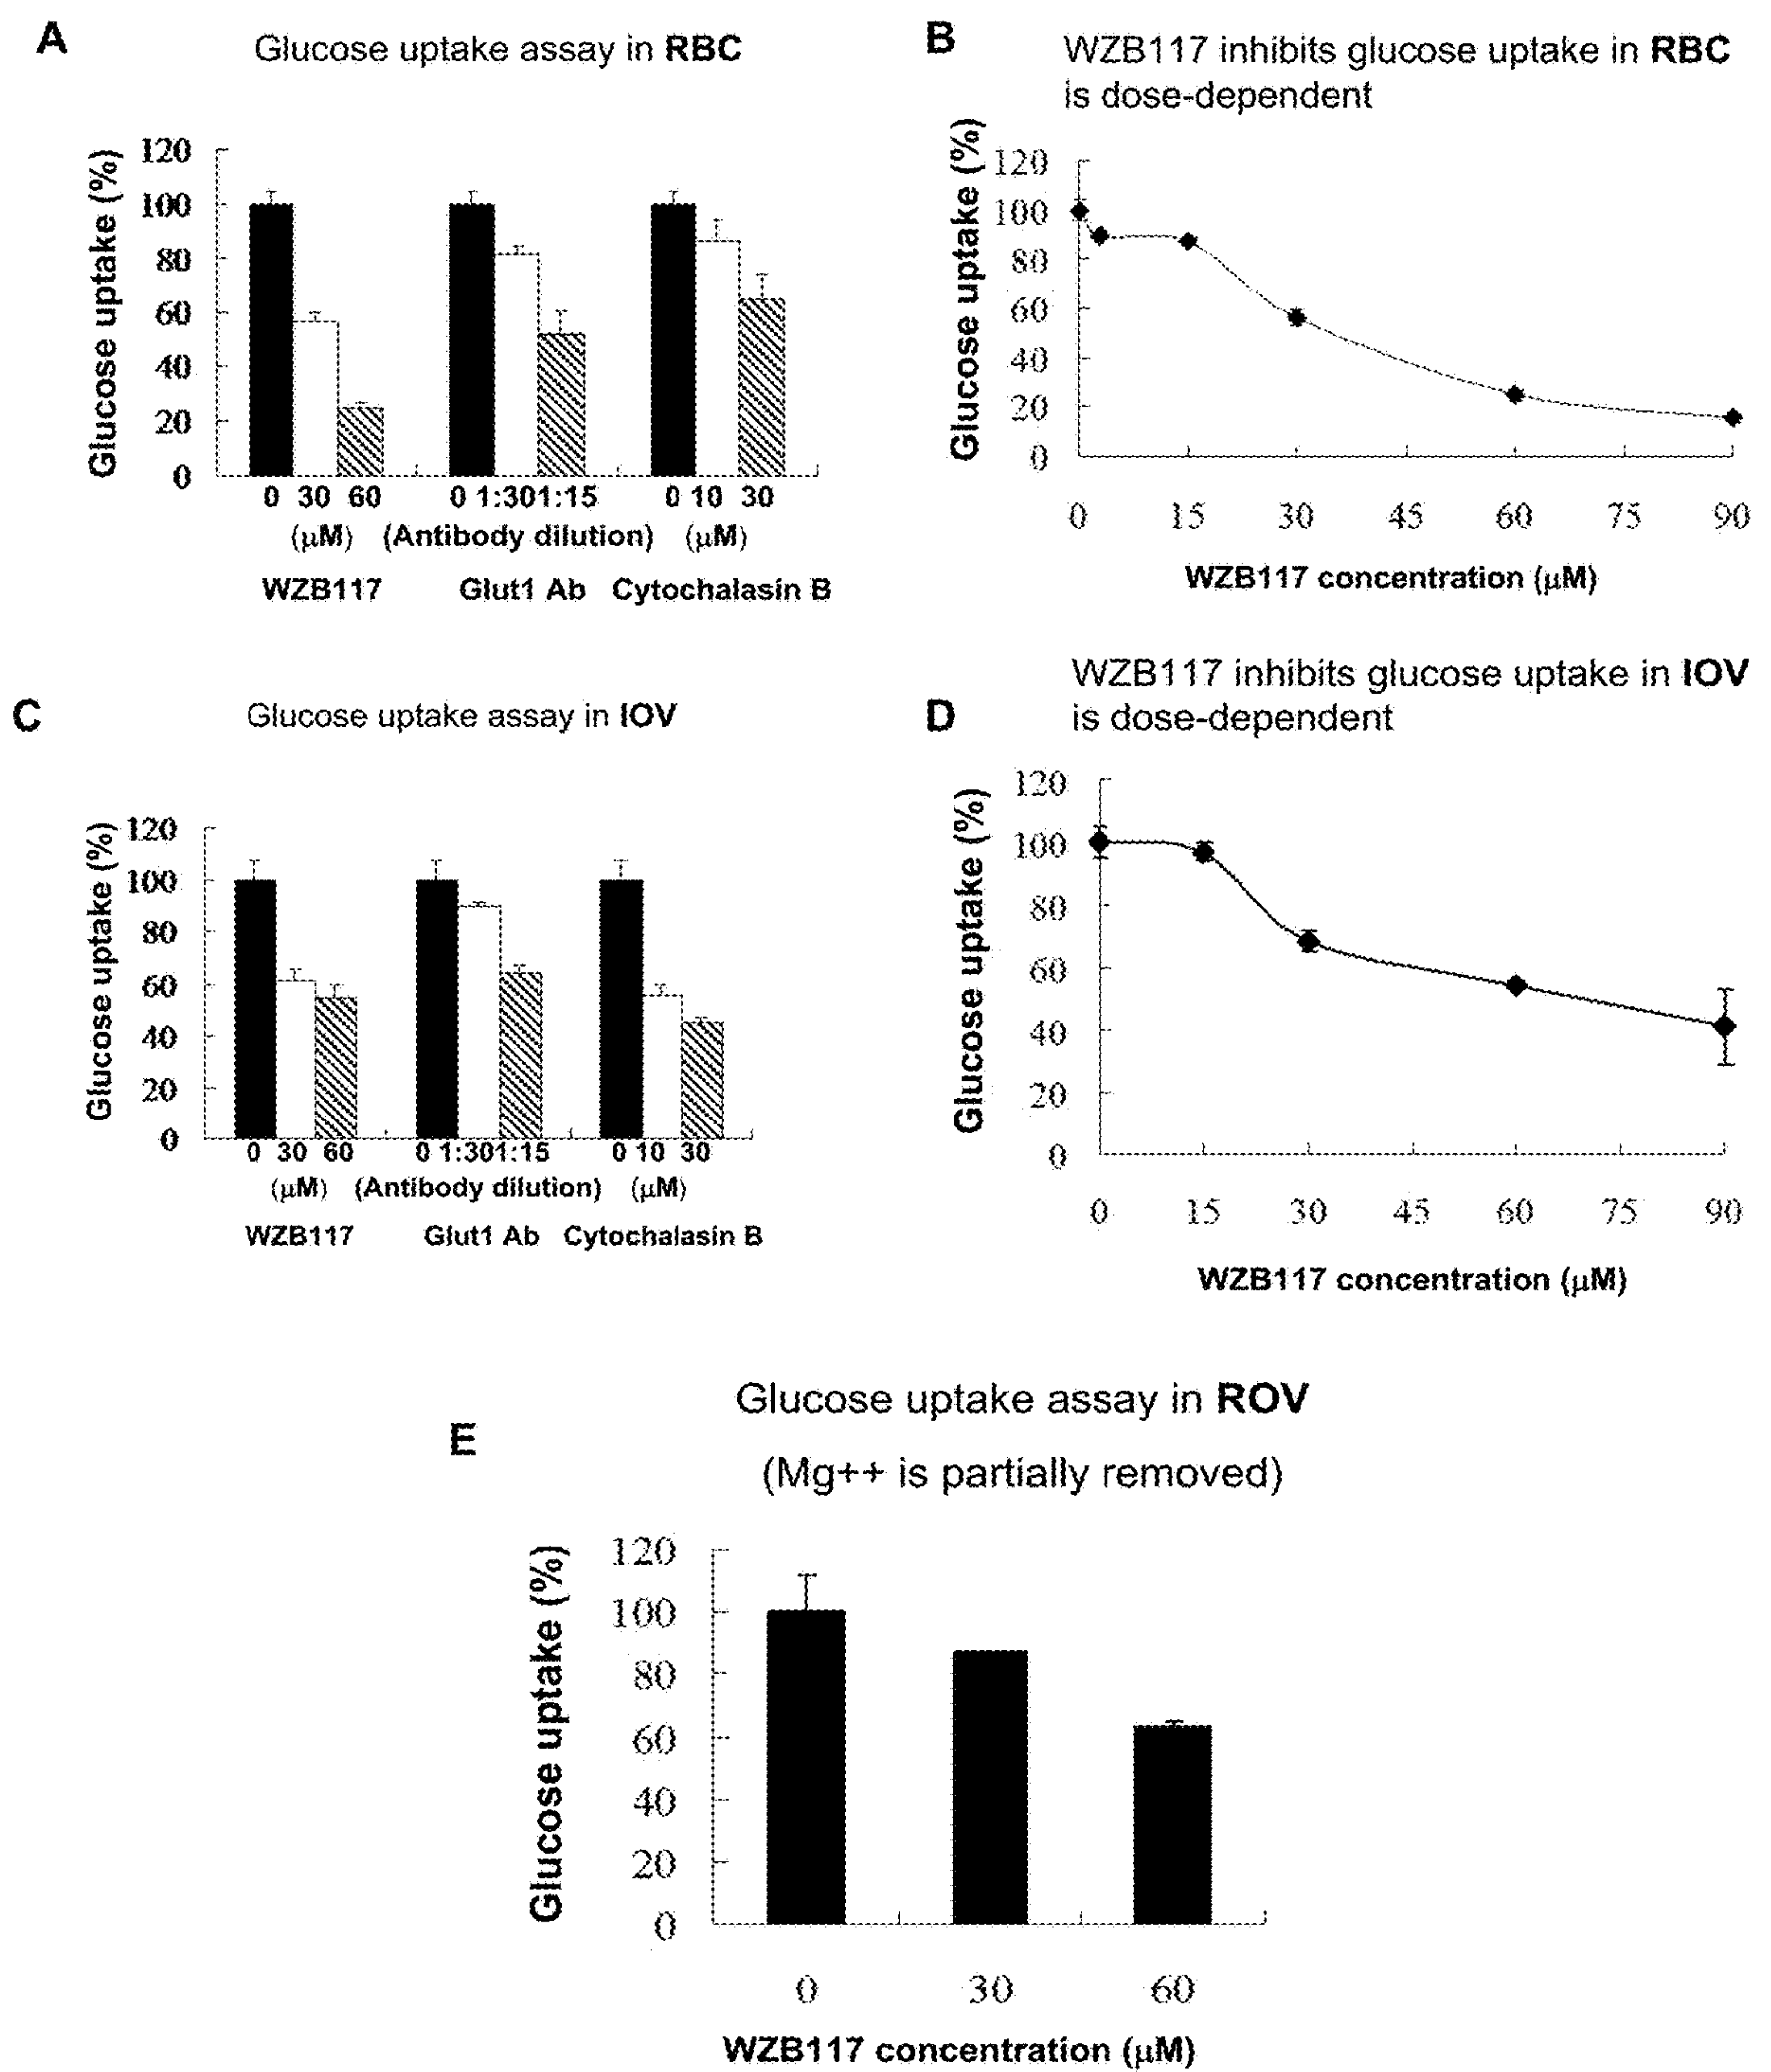 A
Glucose uptake assay in RBC
Glucose uptake (%)
120
100
80
60
40
20
0
0 30 60 0 1:301:15 0 10 30
(µM) (Antibody dilution) (µM)
WZB117 Glut1 Ab Cytochalasin B
B
WZB117 inhibits glucose uptake in RBC
is dose-dependent
Glucose uptake (%)
120
100
80
60
40
20
0
0 15 30 45 60 75 90
WZB117 concentration (µM)
C
Glucose uptake assay in IOV
Glucose uptake (%)
120
100
80
60
40
20
0
0 30 60 0 1:301:15 0 10 30
(µM) (Antibody dilution) (µM)
WZB117 Glut1 Ab Cytochalasin B
D
WZB117 inhibits glucose uptake in IOV
is dose-dependent
Glucose uptake (%)
120
100
80
60
40
20
0
0 15 30 45 60 75 90
WZB117 concentration (µM)
E
Glucose uptake assay in ROV
(Mg++ is partially removed)
Glucose uptake (%)
120
100
80
60
40
20
0
0 30 60
WZB117 concentration (µM)